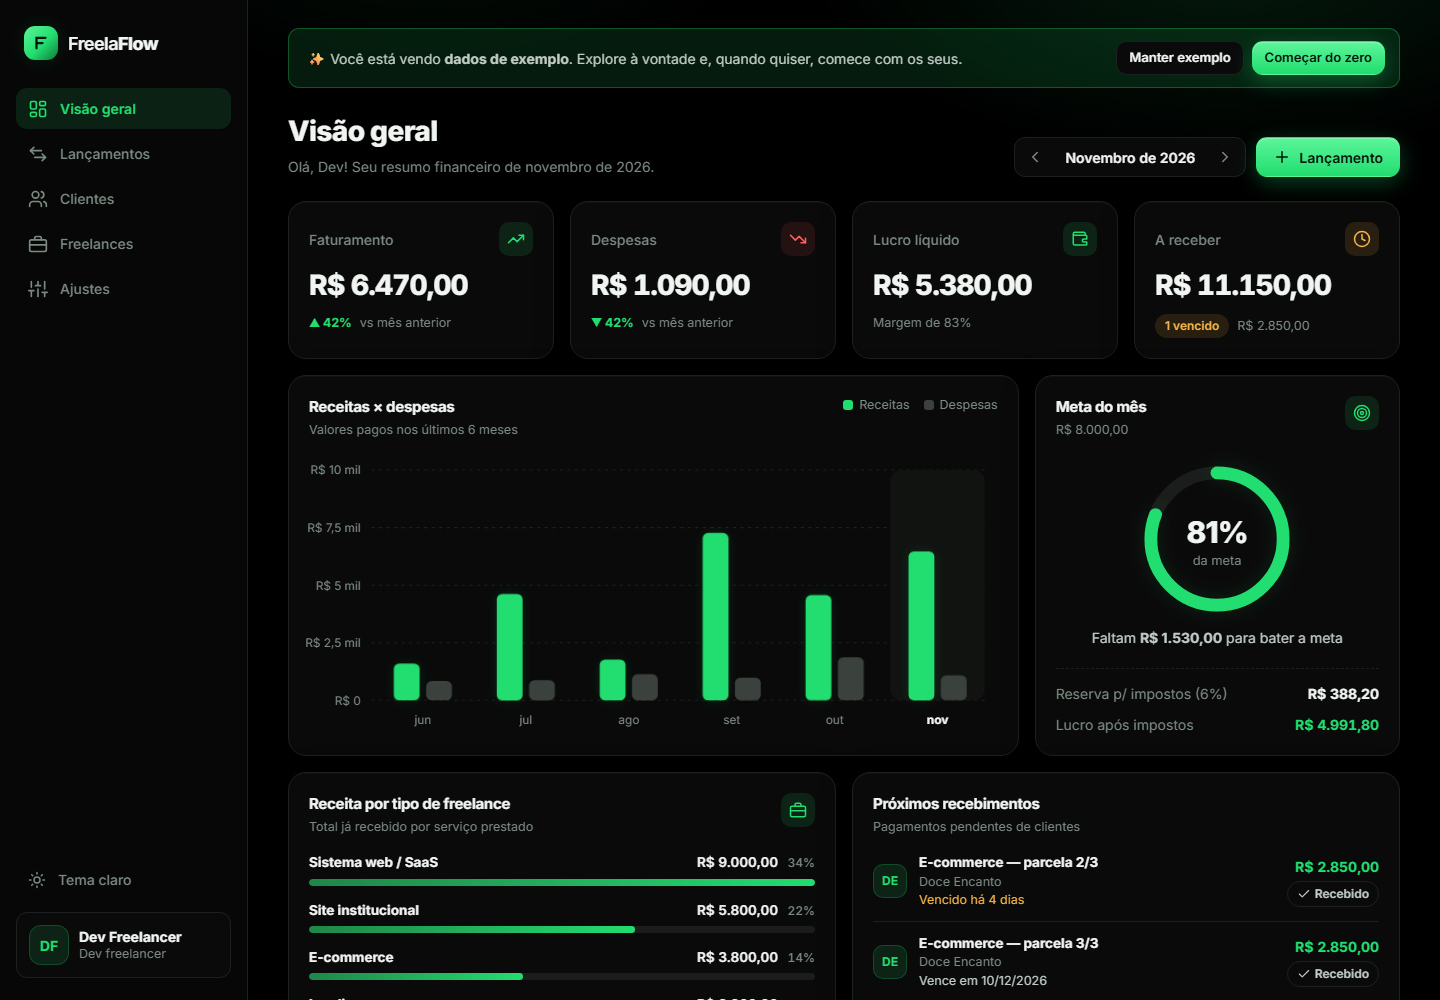 FreelaFlow
Visão geral
Lançamentos
Clientes
Freelances
Ajustes
Tema claro
DF
Dev Freelancer
Dev freelancer
✨ Você está vendo dados de exemplo. Explore à vontade e, quando quiser, comece com os seus.
Manter exemplo
Começar do zero
Visão geral
Olá, Dev! Seu resumo financeiro de novembro de 2026.
Novembro de 2026
+ Lançamento
Faturamento
R$ 6.470,00
▲ 42% vs mês anterior
Despesas
R$ 1.090,00
▼ 42% vs mês anterior
Lucro líquido
R$ 5.380,00
Margem de 83%
A receber
R$ 11.150,00
1 vencido R$ 2.850,00
Receitas × despesas
Valores pagos nos últimos 6 meses
Receitas Despesas
R$ 10 mil
R$ 7,5 mil
R$ 5 mil
R$ 2,5 mil
R$ 0
jun jul ago set out nov
Meta do mês
R$ 8.000,00
81%
da meta
Faltam R$ 1.530,00 para bater a meta
Reserva p/ impostos (6%) R$ 388,20
Lucro após impostos R$ 4.991,80
Receita por tipo de freelance
Total já recebido por serviço prestado
Sistema web / SaaS R$ 9.000,00 34%
Site institucional R$ 5.800,00 22%
E-commerce R$ 3.800,00 14%
Próximos recebimentos
Pagamentos pendentes de clientes
DE
E-commerce — parcela 2/3
Doce Encanto
Vencido há 4 dias
R$ 2.850,00
✓ Recebido
DE
E-commerce — parcela 3/3
Doce Encanto
Vence em 10/12/2026
R$ 2.850,00
✓ Recebido